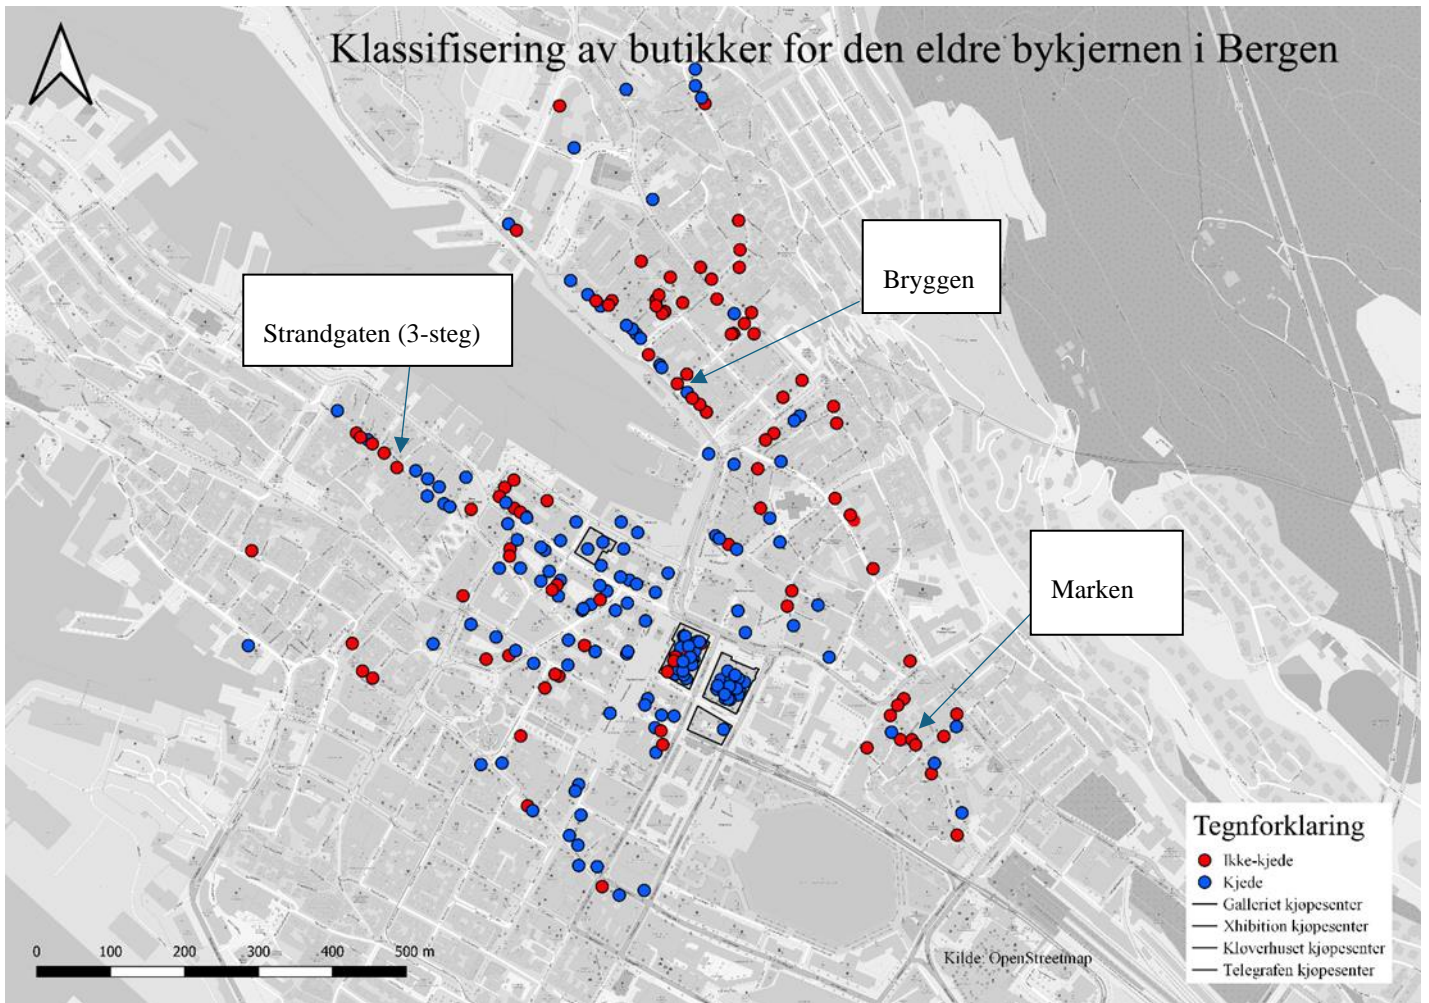 Klassifisering av butikker for den eldre bykjernen i Bergen
Bryggen
Strandgaten (3-steg)
Marken
Tegnforklaring
Ikke-kjede
Kjede
Galleriet kjøpesenter
Xhibition kjøpesenter
Kløverhuset kjøpesenter
Telegrafen kjøpesenter
0 100 200 300 400 500 m
Kilde: OpenStreetmap